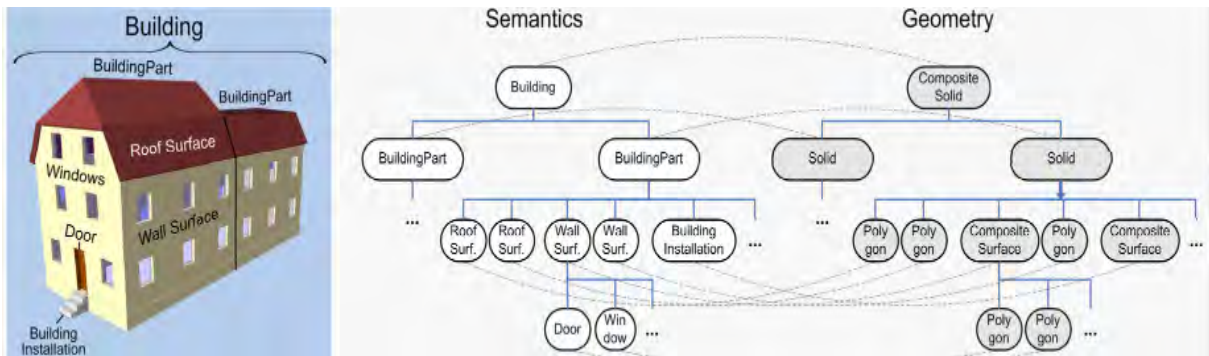 Building
BuildingPart
BuildingPart
Roof Surface
Windows
Wall Surface
Door
Building
Installation
Semantics
Geometry
Building
Composite
Solid
BuildingPart
BuildingPart
Solid
Solid
...
...
Roof
Surf.
Roof
Surf.
Wall
Surf.
Wall
Surf.
Building
Installation
...
Poly
gon
Poly
gon
Composite
Surface
Poly
gon
Composite
Surface
...
Door
Win
dow
...
Poly
gon
Poly
gon
...